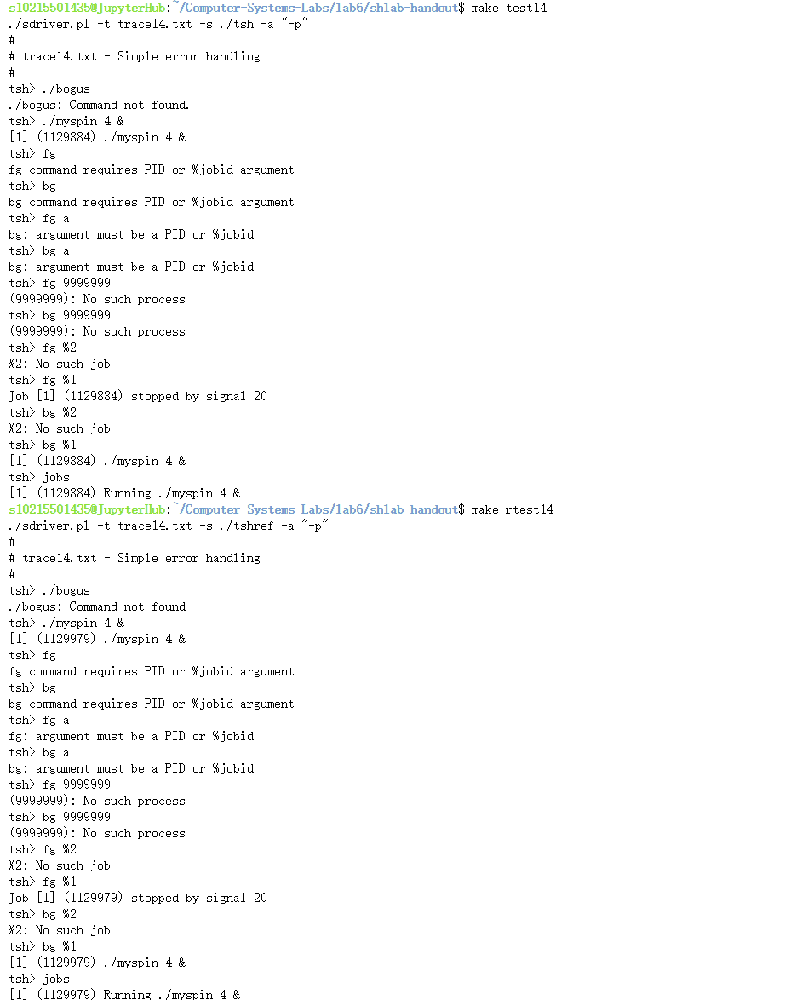 s10215501435@JupyterHub:~/Computer-Systems-Labs/lab6/shlab-handout$ make test14
./sdriver.pl -t trace14.txt -s ./tsh -a "-p"
#
# trace14.txt - Simple error handling
#
tsh> ./bogus
./bogus: Command not found.
tsh> ./myspin 4 &
[1] (1129884) ./myspin 4 &
tsh> fg
fg command requires PID or %jobid argument
tsh> bg
bg command requires PID or %jobid argument
tsh> fg a
bg: argument must be a PID or %jobid
tsh> bg a
bg: argument must be a PID or %jobid
tsh> fg 9999999
(9999999): No such process
tsh> bg 9999999
(9999999): No such process
tsh> fg %2
%2: No such job
tsh> fg %1
Job [1] (1129884) stopped by signal 20
tsh> bg %2
%2: No such job
tsh> bg %1
[1] (1129884) ./myspin 4 &
tsh> jobs
[1] (1129884) Running ./myspin 4 &
s10215501435@JupyterHub:~/Computer-Systems-Labs/lab6/shlab-handout$ make rtest14
./sdriver.pl -t trace14.txt -s ./tshref -a "-p"
#
# trace14.txt - Simple error handling
#
tsh> ./bogus
./bogus: Command not found
tsh> ./myspin 4 &
[1] (1129979) ./myspin 4 &
tsh> fg
fg command requires PID or %jobid argument
tsh> bg
bg command requires PID or %jobid argument
tsh> fg a
fg: argument must be a PID or %jobid
tsh> bg a
bg: argument must be a PID or %jobid
tsh> fg 9999999
(9999999): No such process
tsh> bg 9999999
(9999999): No such process
tsh> fg %2
%2: No such job
tsh> fg %1
Job [1] (1129979) stopped by signal 20
tsh> bg %2
%2: No such job
tsh> bg %1
[1] (1129979) ./myspin 4 &
tsh> jobs
[1] (1129979) Running ./myspin 4 &